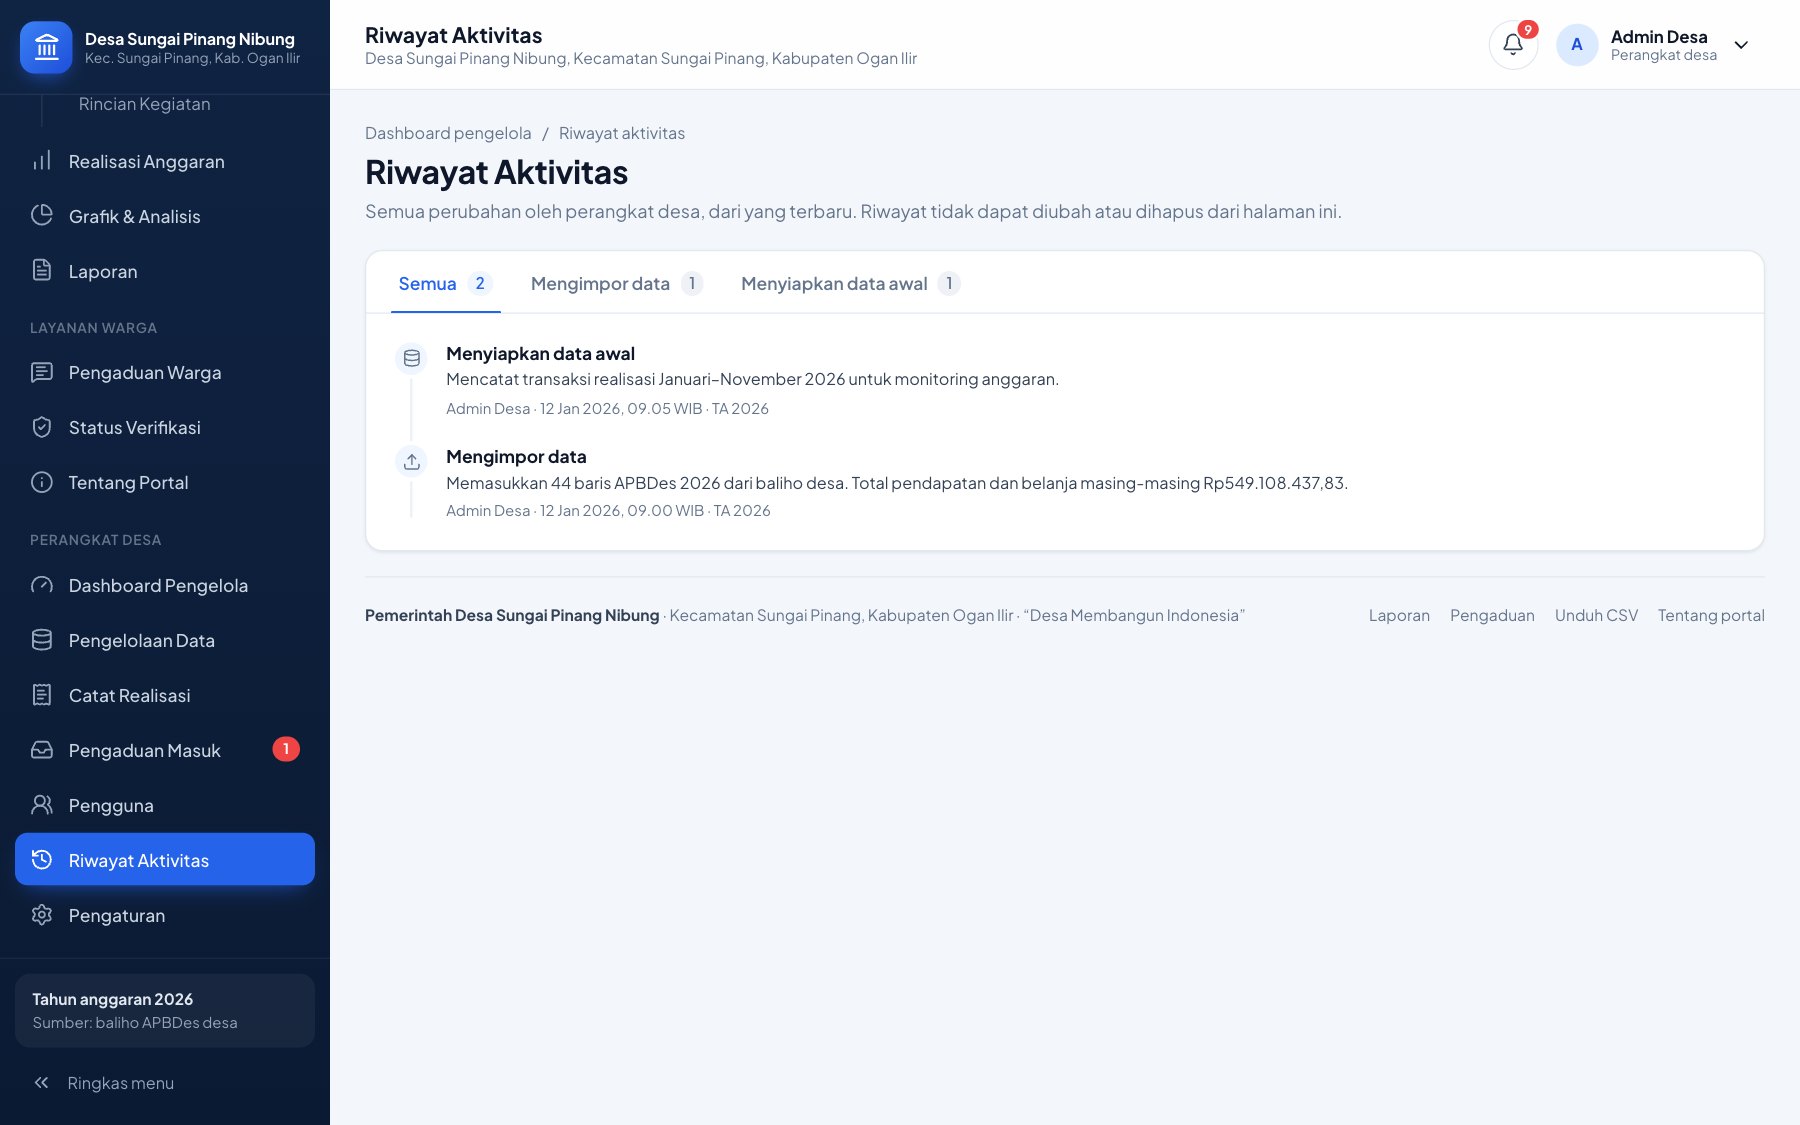 Desa Sungai Pinang Nibung
Kec. Sungai Pinang, Kab. Ogan Ilir
Rincian Kegiatan
Realisasi Anggaran
Grafik & Analisis
Laporan
LAYANAN WARGA
Pengaduan Warga
Status Verifikasi
Tentang Portal
PERANGKAT DESA
Dashboard Pengelola
Pengelolaan Data
Catat Realisasi
Pengaduan Masuk 1
Pengguna
Riwayat Aktivitas
Pengaturan
Tahun anggaran 2026
Sumber: baliho APBDes desa
Ringkas menu
Riwayat Aktivitas
Desa Sungai Pinang Nibung, Kecamatan Sungai Pinang, Kabupaten Ogan Ilir
9
A
Admin Desa
Perangkat desa
Dashboard pengelola / Riwayat aktivitas
Riwayat Aktivitas
Semua perubahan oleh perangkat desa, dari yang terbaru. Riwayat tidak dapat diubah atau dihapus dari halaman ini.
Semua 2 Mengimpor data 1 Menyiapkan data awal 1
Menyiapkan data awal
Mencatat transaksi realisasi Januari–November 2026 untuk monitoring anggaran.
Admin Desa · 12 Jan 2026, 09.05 WIB · TA 2026
Mengimpor data
Memasukkan 44 baris APBDes 2026 dari baliho desa. Total pendapatan dan belanja masing-masing Rp549.108.437,83.
Admin Desa · 12 Jan 2026, 09.00 WIB · TA 2026
Pemerintah Desa Sungai Pinang Nibung · Kecamatan Sungai Pinang, Kabupaten Ogan Ilir · “Desa Membangun Indonesia”
Laporan Pengaduan Unduh CSV Tentang portal